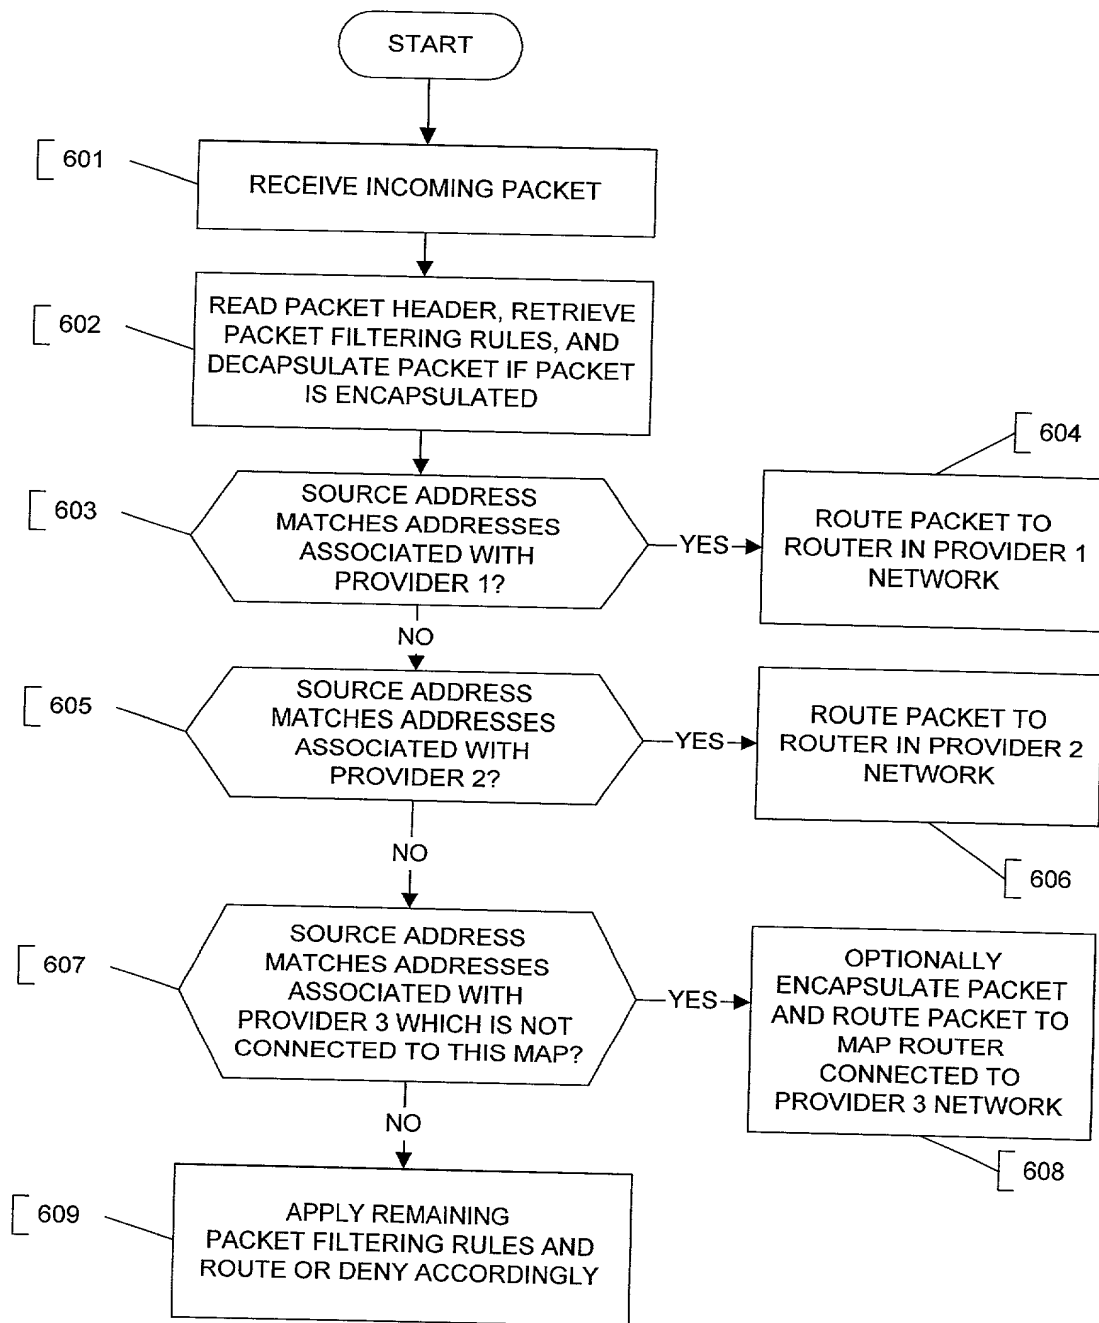 START
601
RECEIVE INCOMING PACKET
602
READ PACKET HEADER, RETRIEVE
PACKET FILTERING RULES, AND
DECAPSULATE PACKET IF PACKET
IS ENCAPSULATED
603
SOURCE ADDRESS
MATCHES ADDRESSES
ASSOCIATED WITH
PROVIDER 1?
YES
604
ROUTE PACKET TO
ROUTER IN PROVIDER 1
NETWORK
NO
605
SOURCE ADDRESS
MATCHES ADDRESSES
ASSOCIATED WITH
PROVIDER 2?
YES
ROUTE PACKET TO
ROUTER IN PROVIDER 2
NETWORK
606
NO
607
SOURCE ADDRESS
MATCHES ADDRESSES
ASSOCIATED WITH
PROVIDER 3 WHICH IS NOT
CONNECTED TO THIS MAP?
YES
OPTIONALLY
ENCAPSULATE PACKET
AND ROUTE PACKET TO
MAP ROUTER
CONNECTED TO
PROVIDER 3 NETWORK
608
NO
609
APPLY REMAINING
PACKET FILTERING RULES AND
ROUTE OR DENY ACCORDINGLY